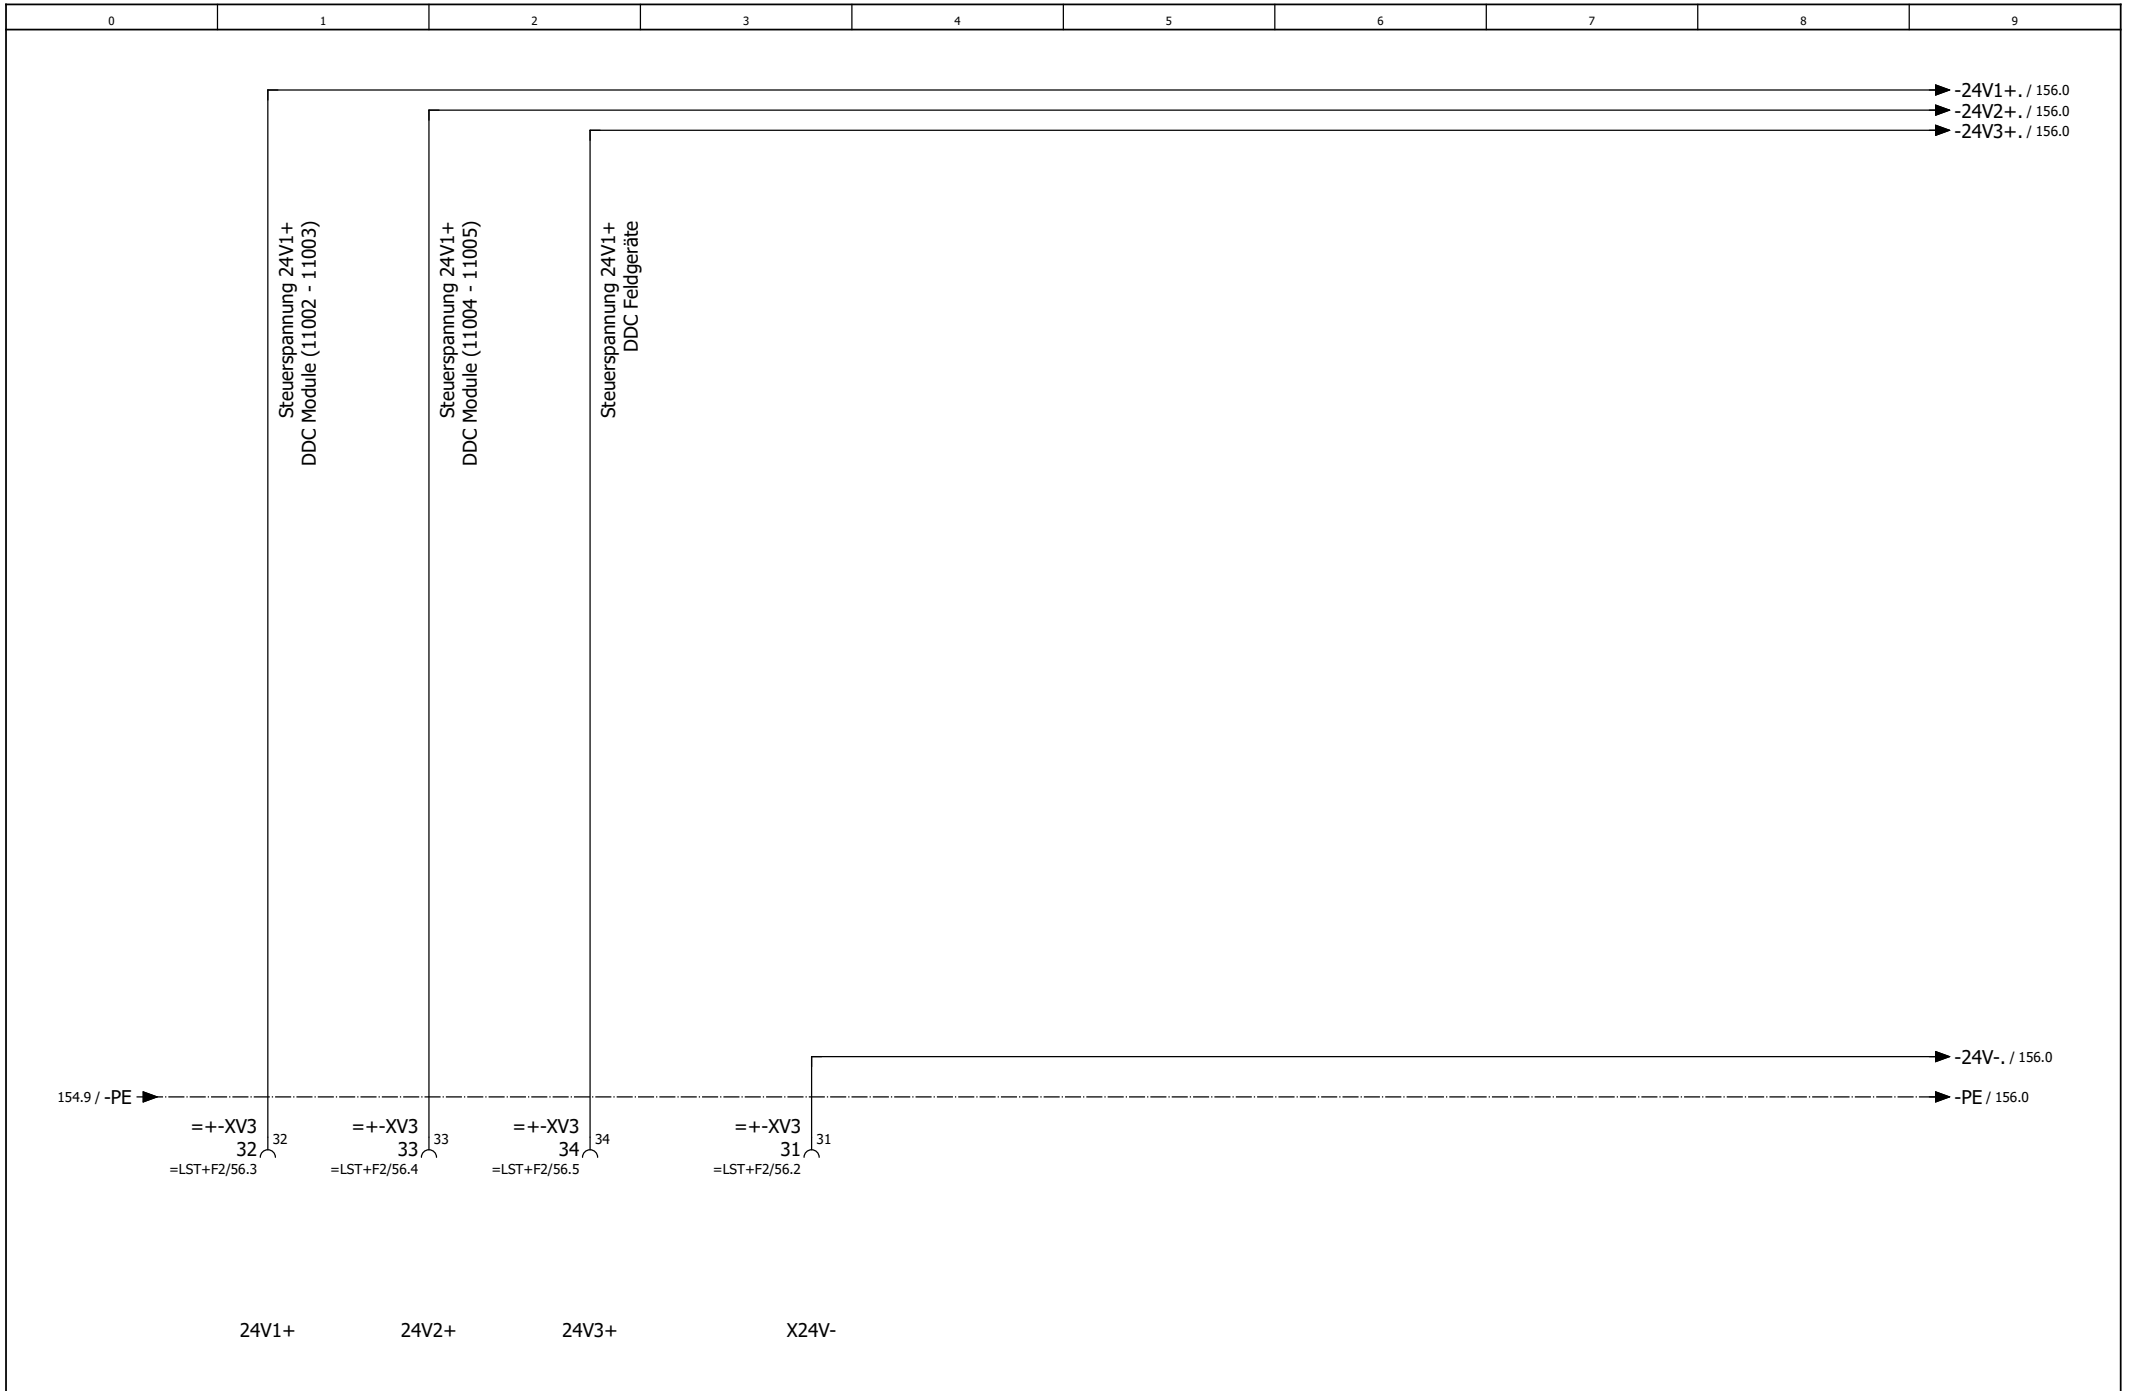 0 1 2 3 4 5 6 7 8 9
-24V1+. / 156.0
-24V2+. / 156.0
-24V3+. / 156.0
Steuerspannung 24V1+
DDC Module (11002 - 11003)
Steuerspannung 24V1+
DDC Module (11004 - 11005)
Steuerspannung 24V1+
DDC Feldgeräte
-24V-. / 156.0
154.9 / -PE
-PE / 156.0
=+-XV3
32
32
=LST+F2/56.3
=+-XV3
33
33
=LST+F2/56.4
=+-XV3
34
34
=LST+F2/56.5
=+-XV3
31
31
=LST+F2/56.2
24V1+
24V2+
24V3+
X24V-